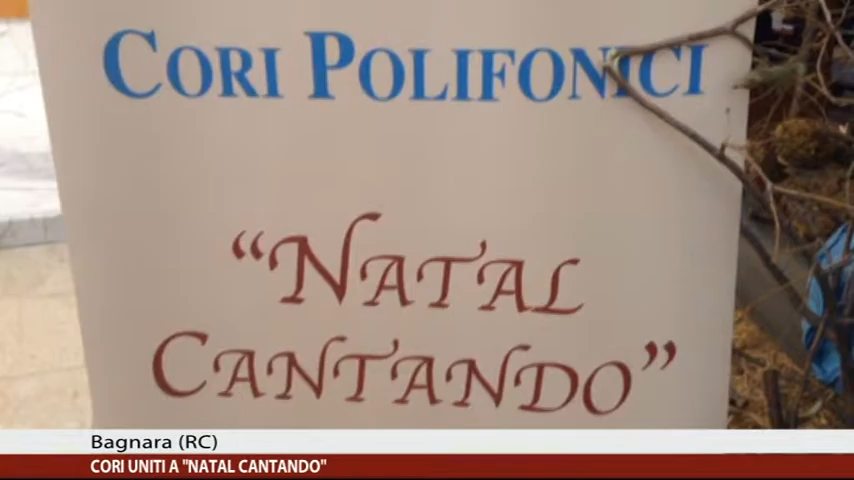 CORI POLIFONICI
"NATAL
CANTANDO"
Bagnara (RC)
CORI UNITI A "NATAL CANTANDO"